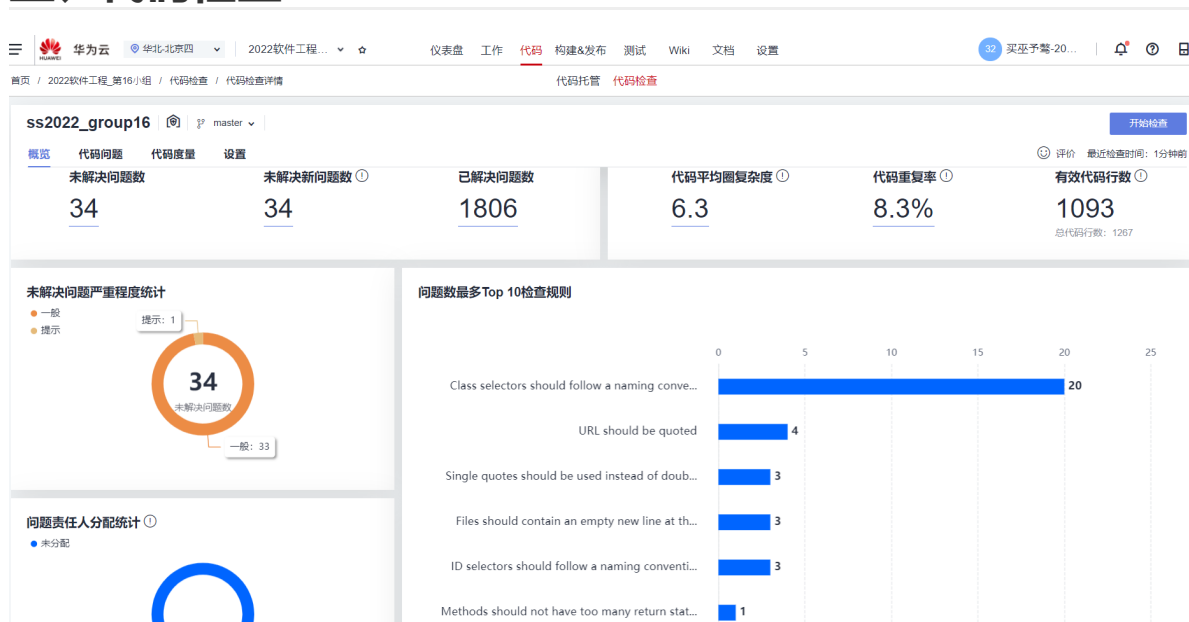 HUAWEI
华为云
华北-北京四
2022软件工程...
仪表盘
工作
代码
构建&发布
测试
Wiki
文档
设置
32
买巫予骜-20...
首页 / 2022软件工程_第16小组 / 代码检查 / 代码检查详情
代码托管
代码检查
ss2022_group16
master
开始检查
概览
代码问题
代码度量
设置
评价
最近检查时间：1分钟前
未解决问题数
未解决新问题数
已解决问题数
代码平均圈复杂度
代码重复率
有效代码行数
34
34
1806
6.3
8.3%
1093
总代码行数：1267
未解决问题严重程度统计
一般
提示
提示：1
34
未解决问题数
一般：33
问题责任人分配统计
未分配
问题数最多Top 10检查规则
0 5 10 15 20 25
Class selectors should follow a naming conve... 20
URL should be quoted 4
Single quotes should be used instead of doub... 3
Files should contain an empty new line at th... 3
ID selectors should follow a naming conventi... 3
Methods should not have too many return stat... 1